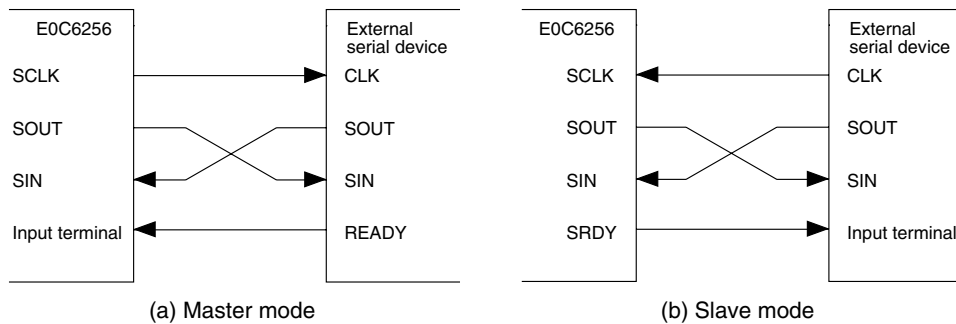 E0C6256
SCLK
SOUT
SIN
Input terminal
External
serial device
CLK
SOUT
SIN
READY
(a) Master mode
E0C6256
SCLK
SOUT
SIN
SRDY
External
serial device
CLK
SOUT
SIN
Input terminal
(b) Slave mode